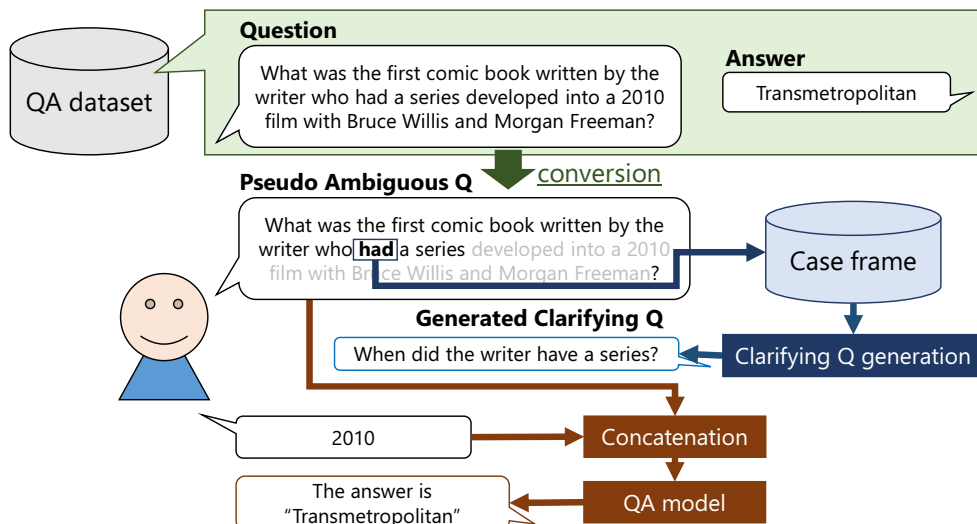 Question
What was the first comic book written by the
writer who had a series developed into a 2010
film with Bruce Willis and Morgan Freeman?
Answer
Transmetropolitan
QA dataset
conversion
Pseudo Ambiguous Q
What was the first comic book written by the
writer who had a series developed into a 2010
film with Bruce Willis and Morgan Freeman?
Case frame
Generated Clarifying Q
When did the writer have a series?
Clarifying Q generation
2010
Concatenation
The answer is
“Transmetropolitan”
QA model